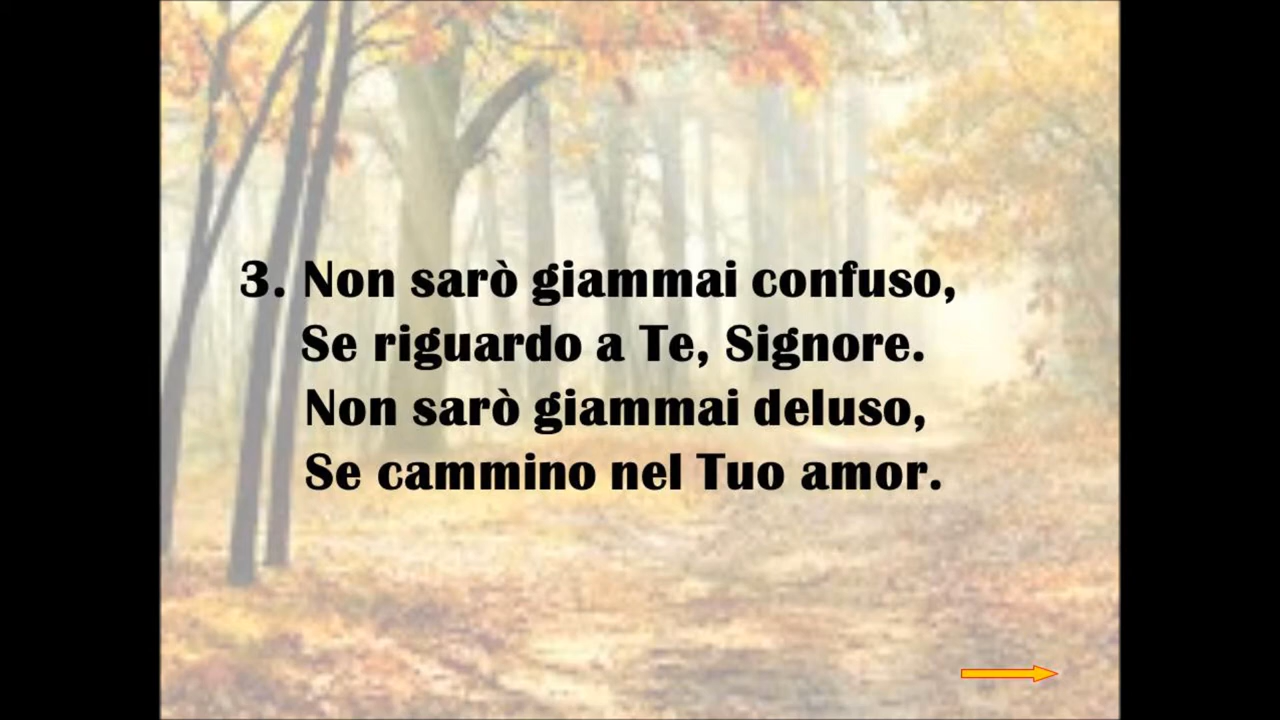 3. Non sarò giammai confuso,
Se riguardo a Te, Signore.
Non sarò giammai deluso,
Se cammino nel Tuo amor.